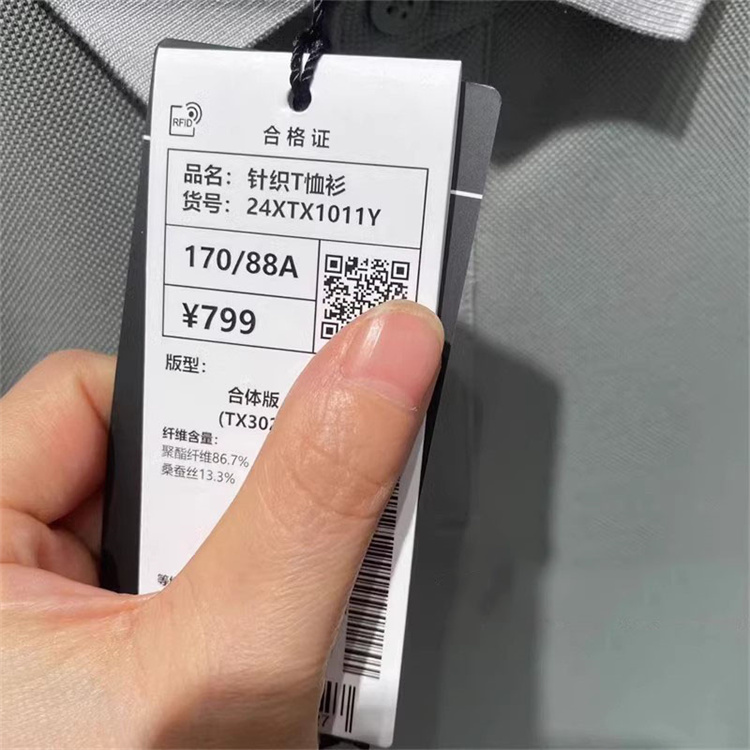 RFID
合格证
品名：针织T恤衫
货号：24XTX1011Y
170/88A
¥799
版型：
合体版
(TX302
纤维含量：
聚酯纤维86.7%
桑蚕丝13.3%